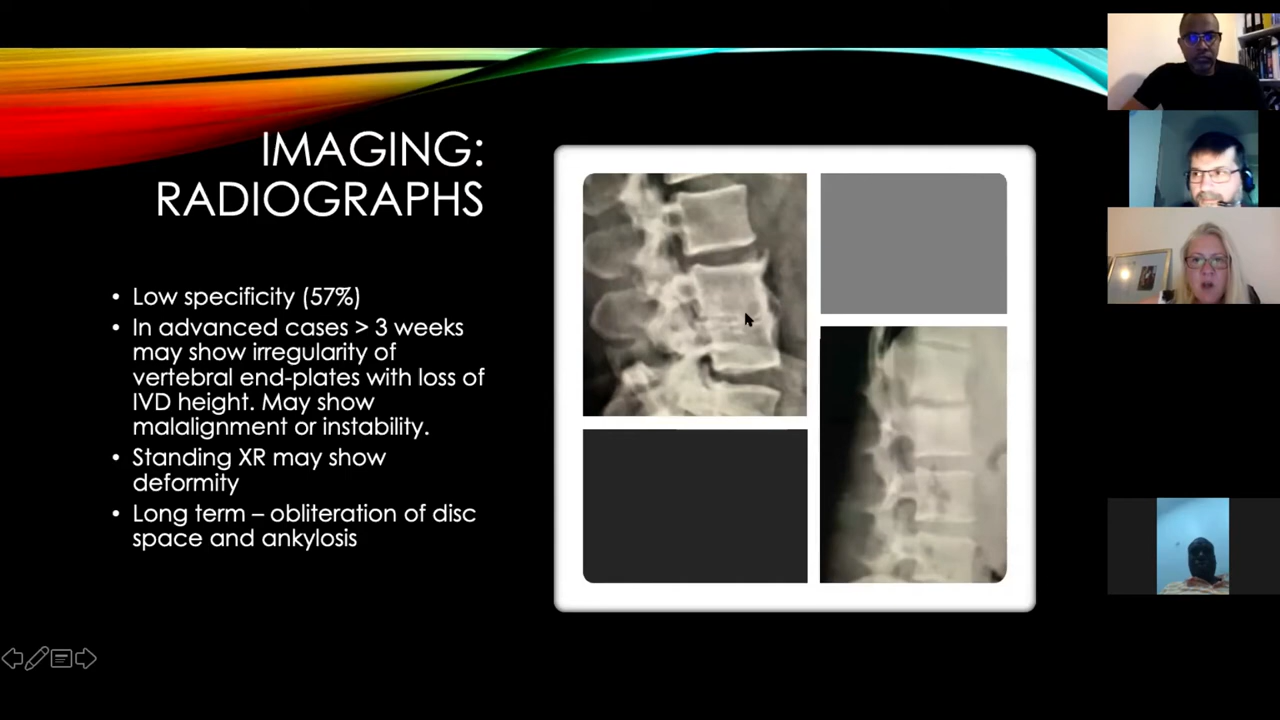 IMAGING:
RADIOGRAPHS
• Low specificity (57%)
• In advanced cases > 3 weeks
may show irregularity of
vertebral end-plates with loss of
IVD height. May show
malalignment or instability.
• Standing XR may show
deformity
• Long term – obliteration of disc
space and ankylosis